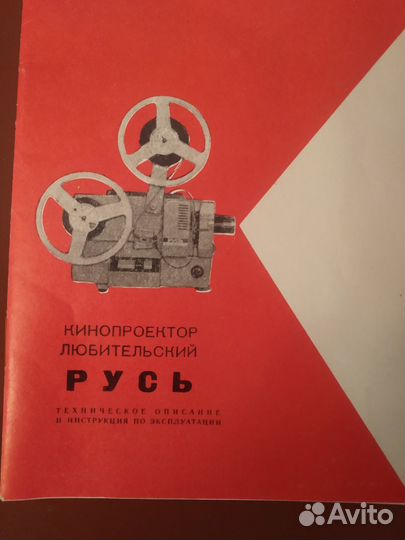 КИНОПРОЕКТОР
ЛЮБИТЕЛЬСКИЙ
РУСЬ
ТЕХНИЧЕСКОЕ ОПИСАНИЕ
И ИНСТРУКЦИЯ ПО ЭКСПЛУАТАЦИИ
Avito